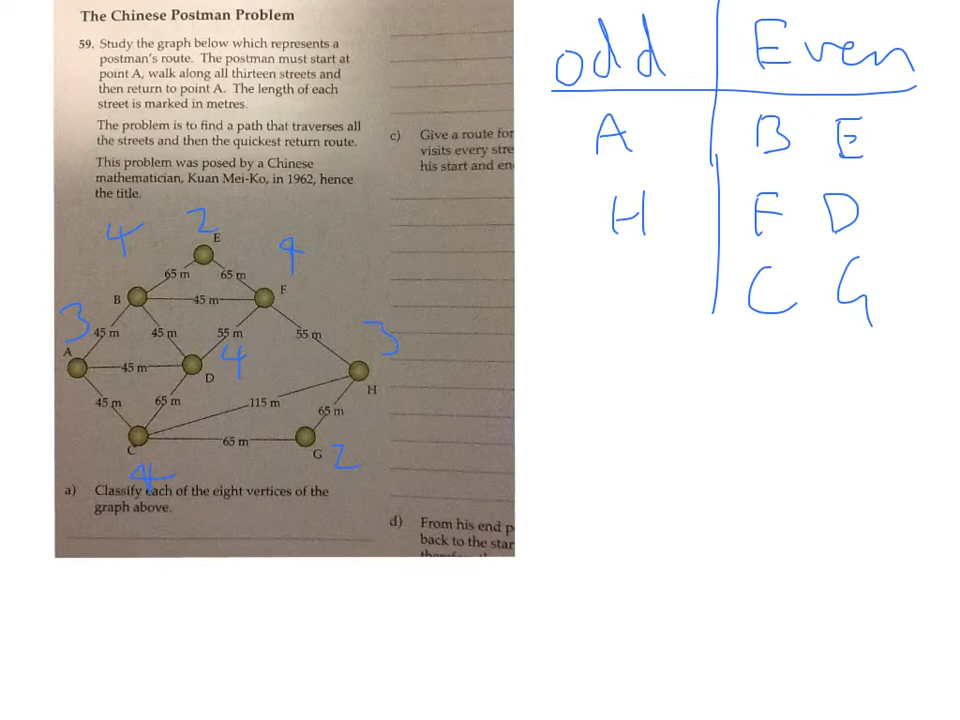 The Chinese Postman Problem
59. Study the graph below which represents a
postman's route. The postman must start at
point A, walk along all thirteen streets and
then return to point A. The length of each
street is marked in metres.
The problem is to find a path that traverses all
the streets and then the quickest return route.
This problem was posed by a Chinese
mathematician, Kuan Mei-Ko, in 1962, hence
the title.
c) Give a route for
visits every stre
his start and en
4 2 E 4
65 m 65 m
B 45 m F
3 45 m 45 m 55 m 55 m 3
A 45 m D 4 H
45 m 65 m 115 m 65 m
C 65 m G 2
4
a) Classify each of the eight vertices of the
graph above.
d) From his end p
back to the star
odd Even
A B E
H F D
C G